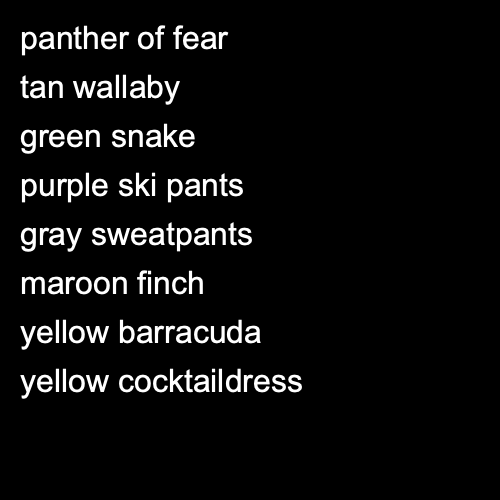 panther of fear
tan wallaby
green snake
purple ski pants
gray sweatpants
maroon finch
yellow barracuda
yellow cocktaildress